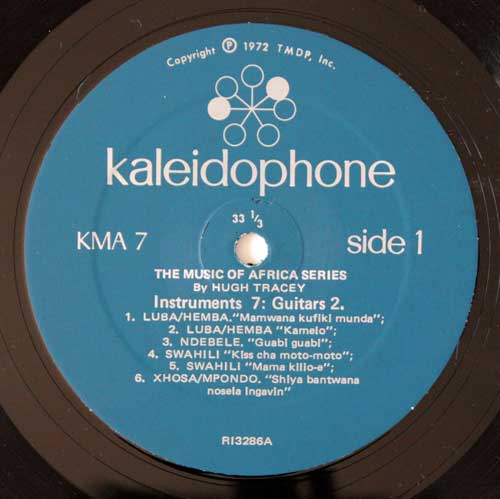 Copyright Ⓟ 1972 TMDP, Inc.
kaleidophone
33 1/3
KMA 7
side 1
THE MUSIC OF AFRICA SERIES
By HUGH TRACEY
Instruments 7: Guitars 2.
1. LUBA/HEMBA."Mamwana kufiki munda";
2. LUBA/HEMBA "Kamelo";
3. NDEBELE. "Guabi guabi";
4. SWAHILI "Kiss cha moto-moto";
5. SWAHILI "Mama kilio-e";
6. XHOSA/MPONDO. "Shiya bantwana
nosela ingavin"
RI3286A